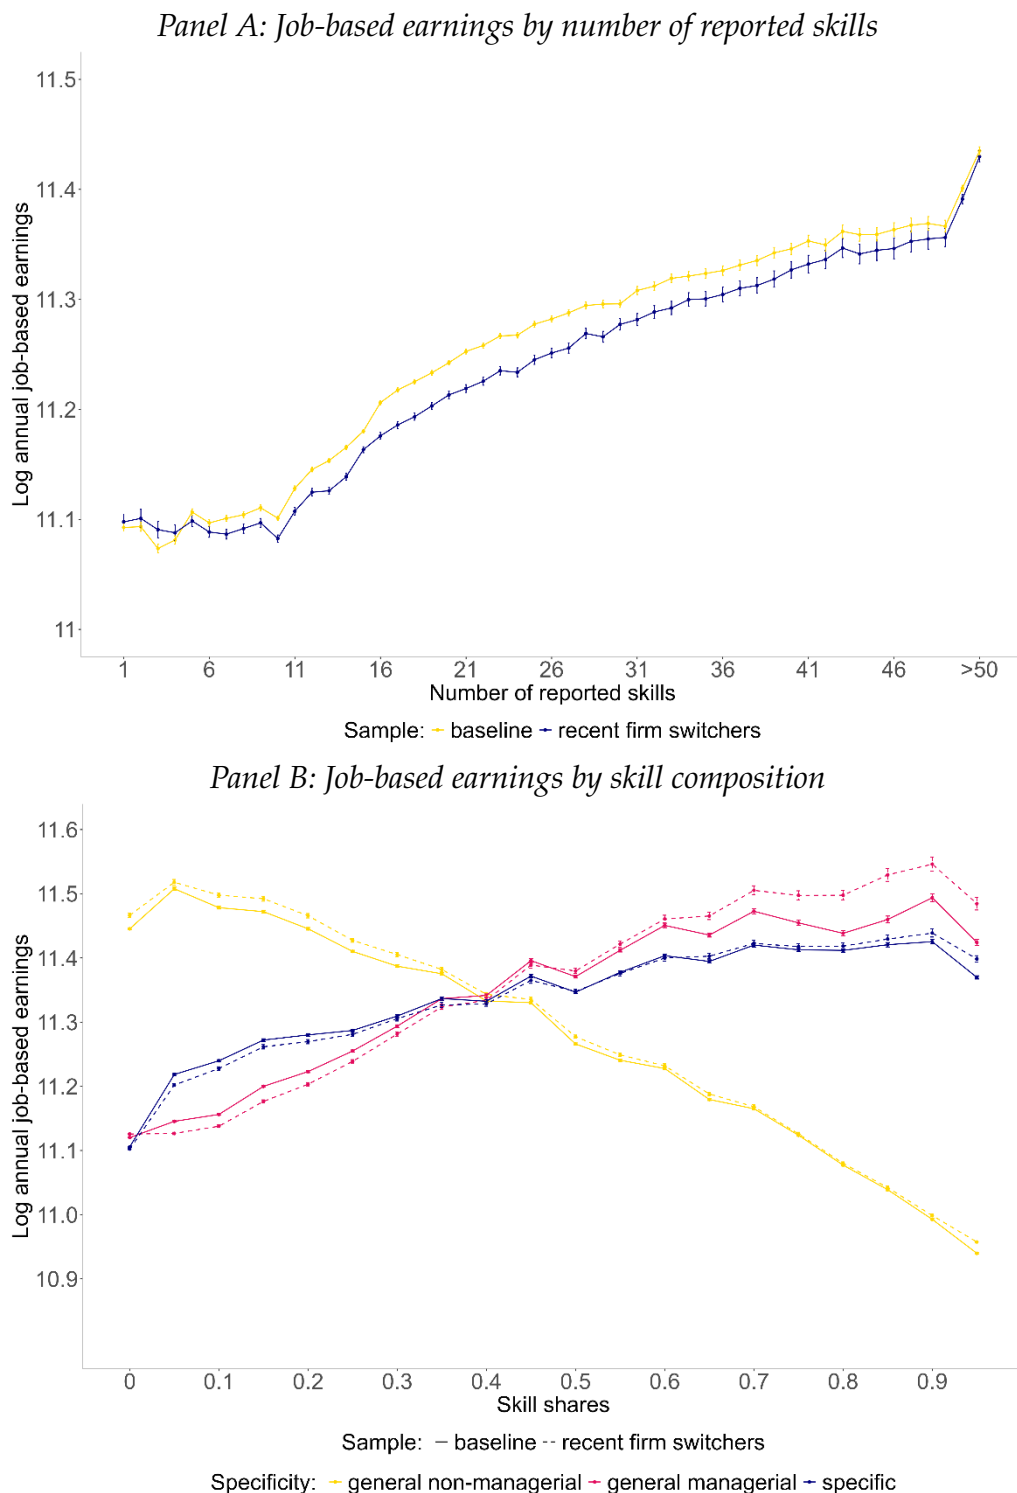 Panel A: Job-based earnings by number of reported skills
11.5
11.4
11.3
11.2
11.1
11
Log annual job-based earnings
1 6 11 16 21 26 31 36 41 46 >50
Number of reported skills
Sample: baseline recent firm switchers
Panel B: Job-based earnings by skill composition
11.6
11.5
11.4
11.3
11.2
11.1
11.0
10.9
Log annual job-based earnings
0 0.1 0.2 0.3 0.4 0.5 0.6 0.7 0.8 0.9
Skill shares
Sample: baseline recent firm switchers
Specificity: general non-managerial general managerial specific